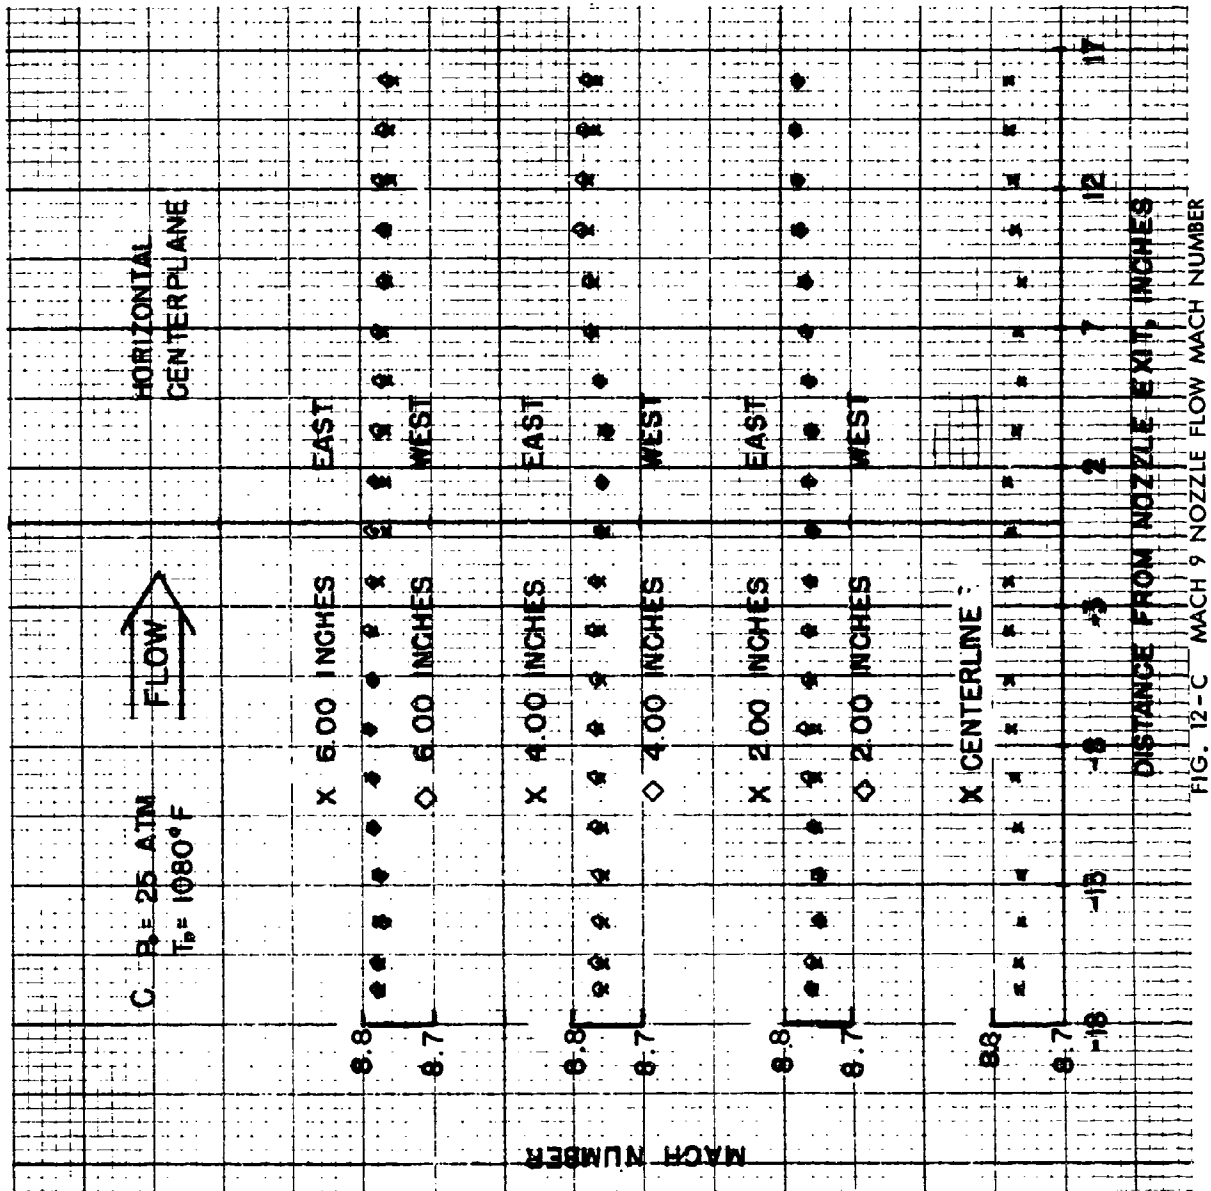 C P₀= 25 ATM
T₀= 1080°F
FLOW
HORIZONTAL
CENTERPLANE
X 6.00 INCHES EAST
◇ 6.00 INCHES WEST
X 4.00 INCHES EAST
◇ 4.00 INCHES WEST
X 2.00 INCHES EAST
◇ 2.00 INCHES WEST
X CENTERLINE
8.8
8.7
8.8
8.7
8.8
8.7
8.8
8.7
MACH NUMBER
-18 -13 -8 -3 2 7 12 17
DISTANCE FROM NOZZLE EXIT, INCHES
FIG. 12-C MACH 9 NOZZLE FLOW MACH NUMBER